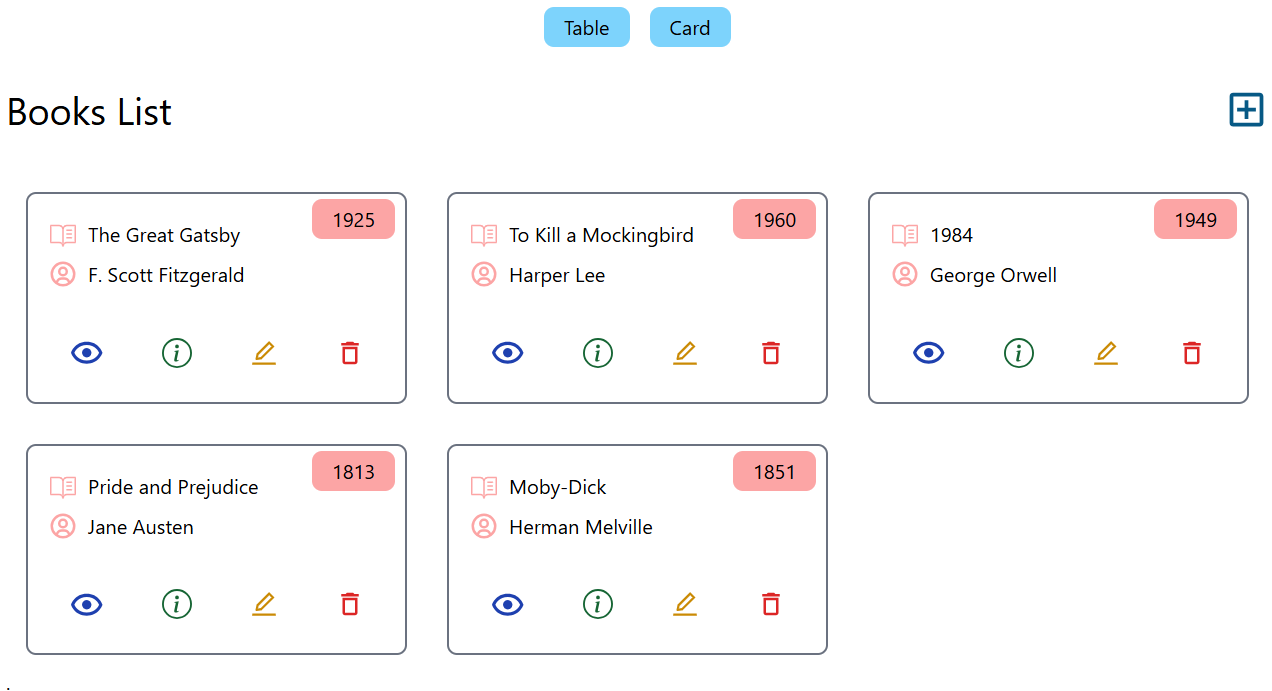 Table
Card
Books List
1925
The Great Gatsby
F. Scott Fitzgerald
1960
To Kill a Mockingbird
Harper Lee
1949
1984
George Orwell
1813
Pride and Prejudice
Jane Austen
1851
Moby-Dick
Herman Melville
.